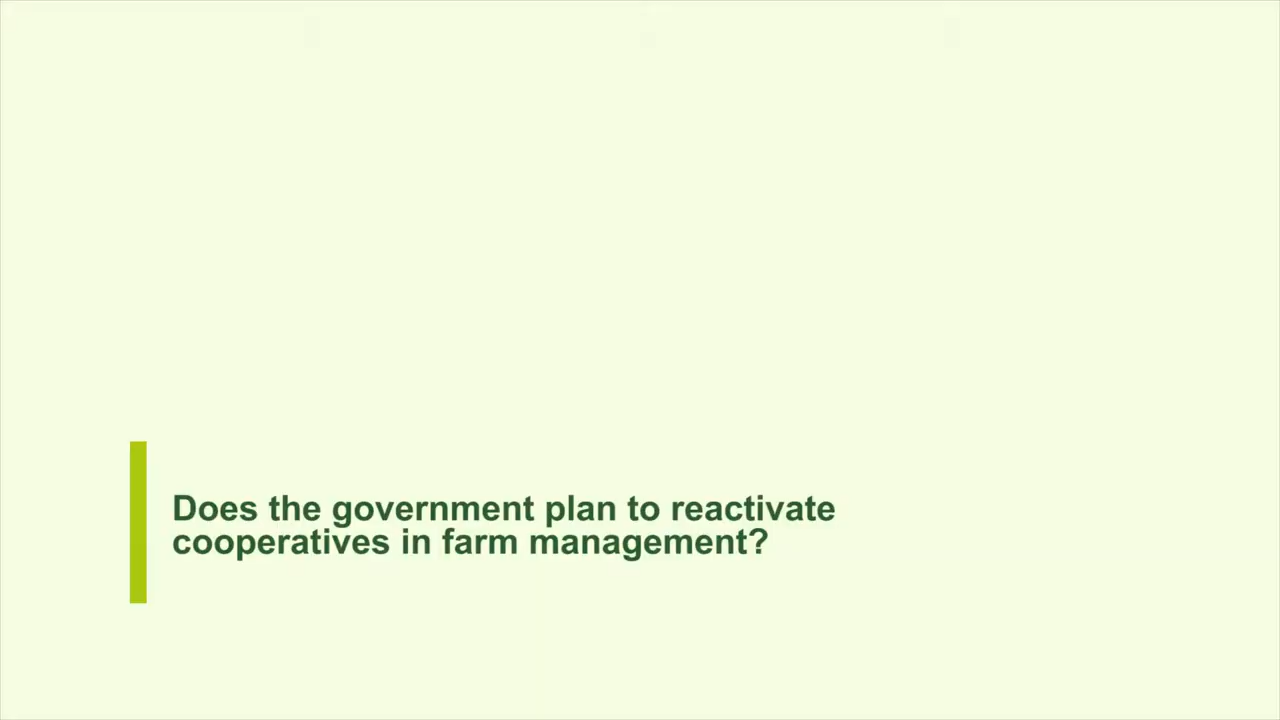 Does the government plan to reactivate
cooperatives in farm management?